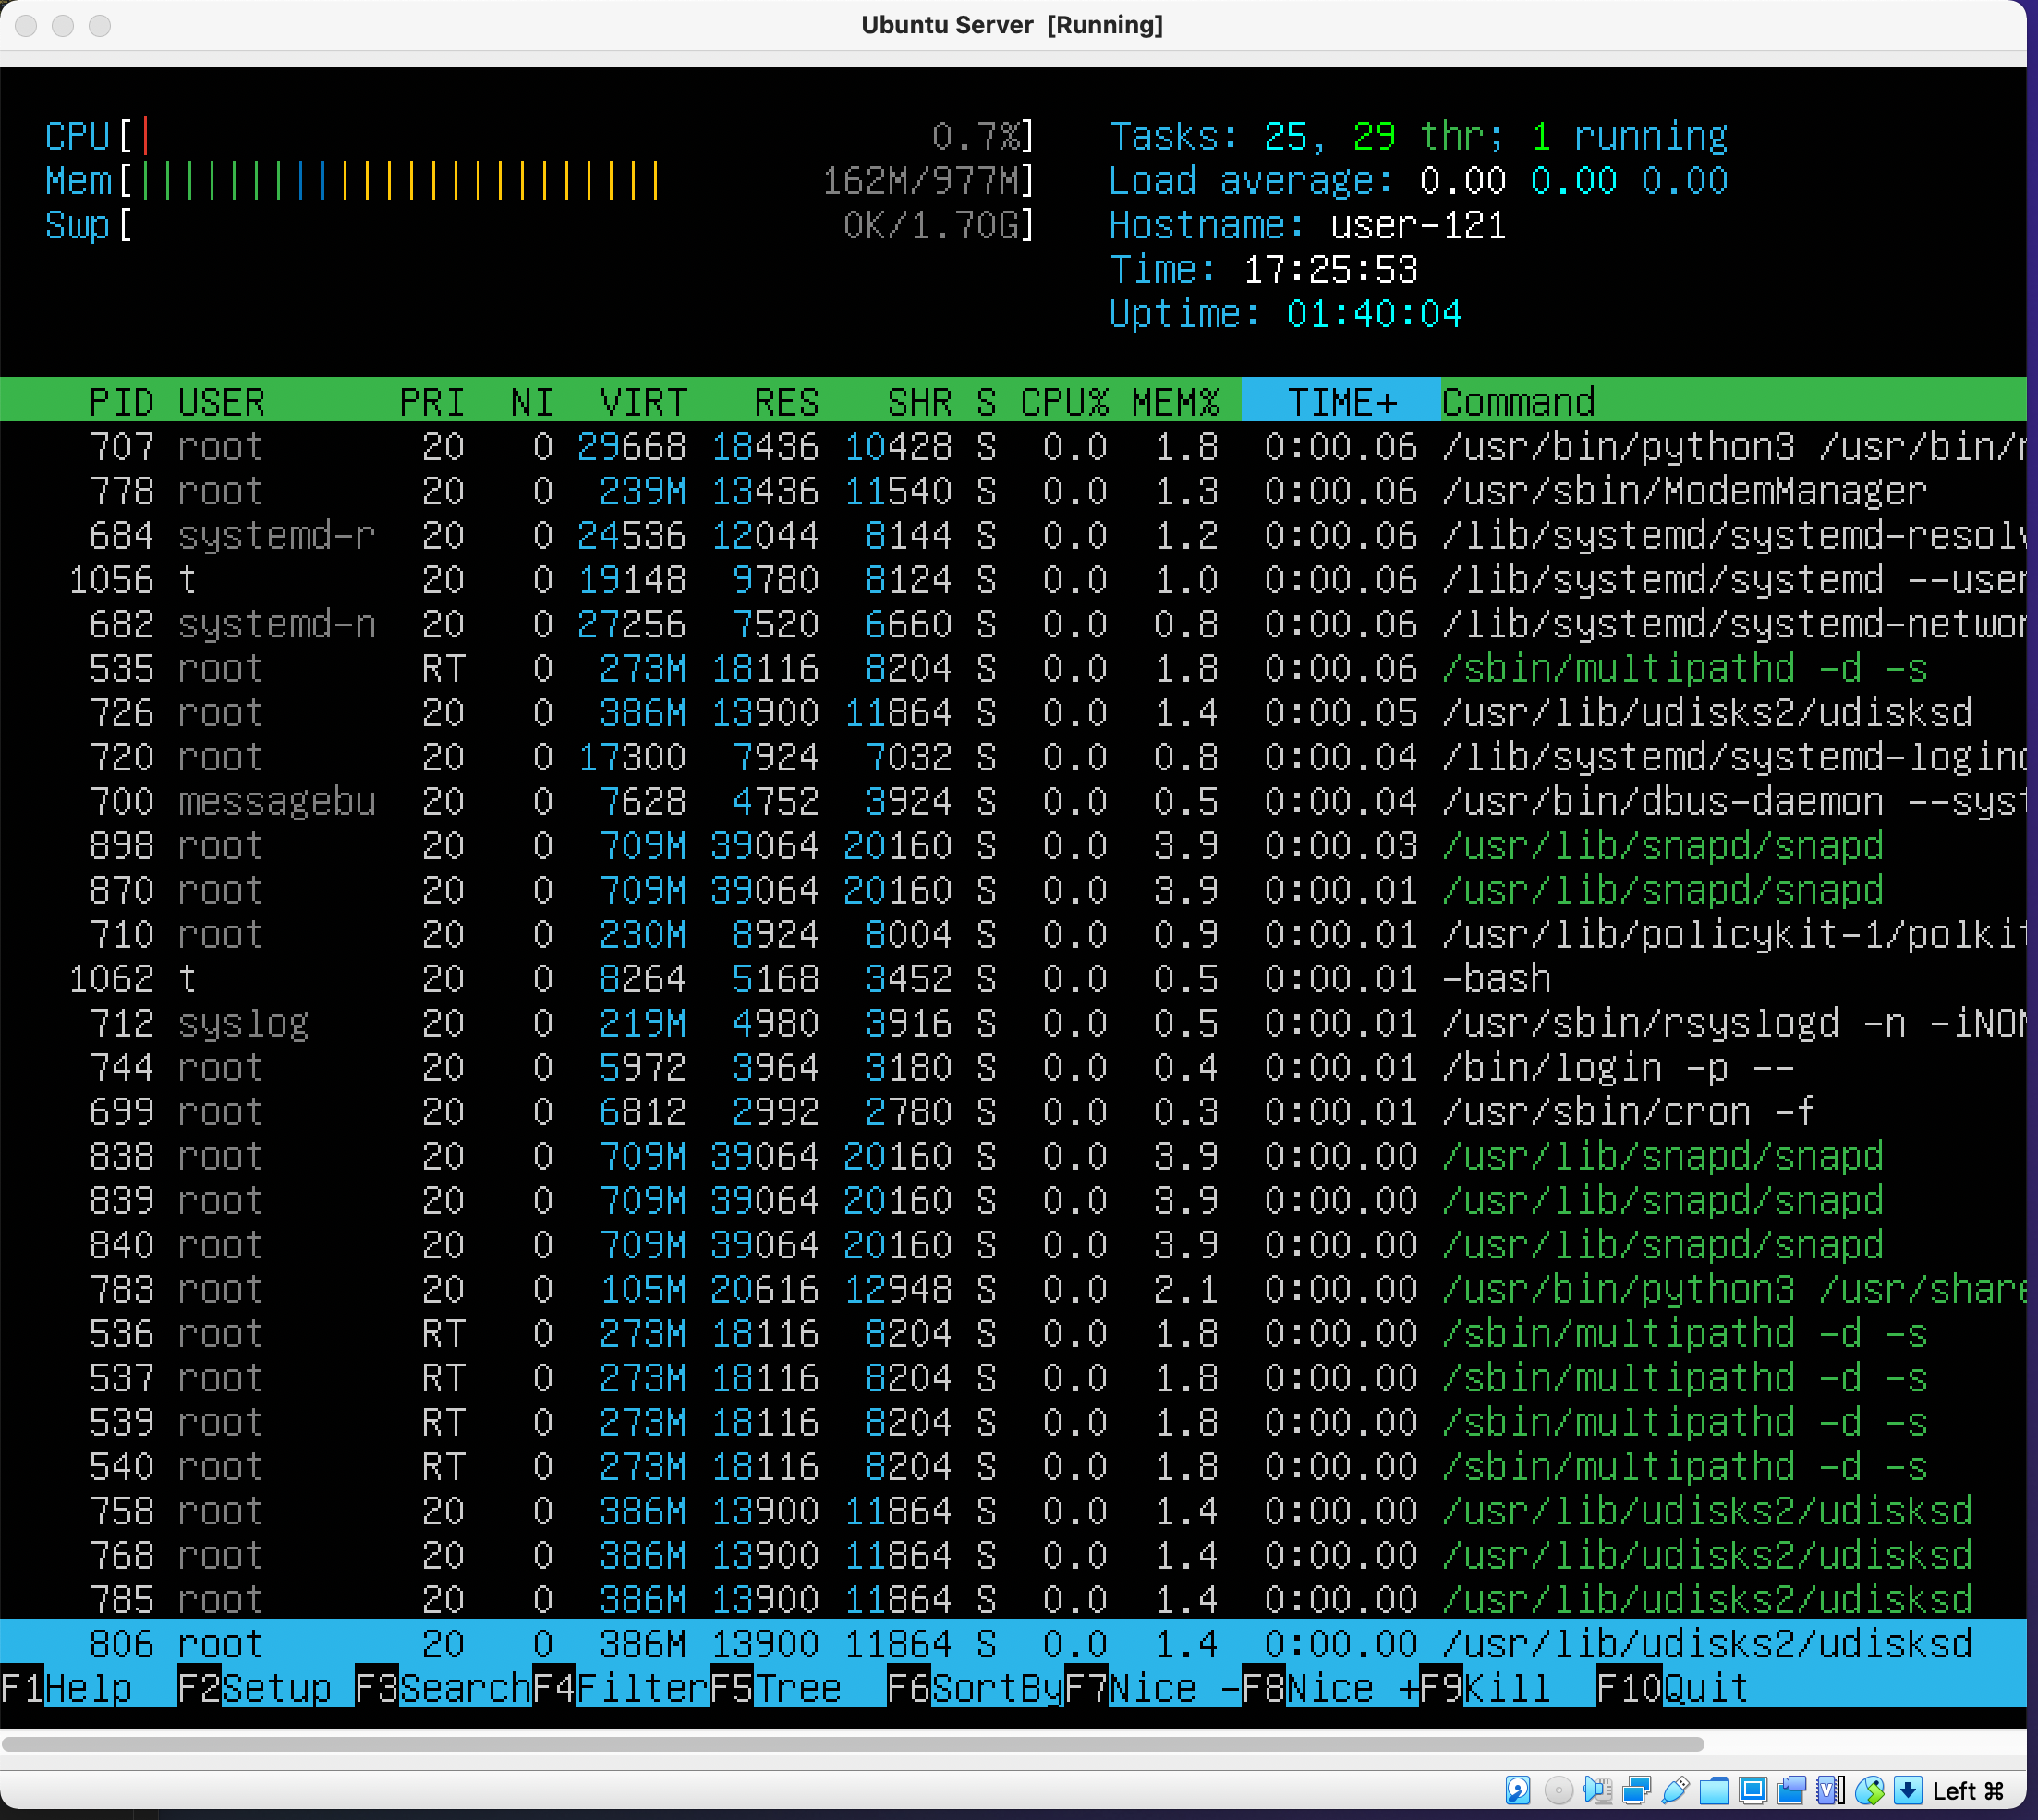 Ubuntu Server [Running]
CPU[| 0.7%] Tasks: 25, 29 thr; 1 running
Mem[|||||||||||||||||||||||| 162M/977M] Load average: 0.00 0.00 0.00
Swp[ 0K/1.70G] Hostname: user-121
Time: 17:25:53
Uptime: 01:40:04
PID USER PRI NI VIRT RES SHR S CPU% MEM% TIME+ Command
707 root 20 0 29668 18436 10428 S 0.0 1.8 0:00.06 /usr/bin/python3 /usr/bin/
778 root 20 0 239M 13436 11540 S 0.0 1.3 0:00.06 /usr/sbin/ModemManager
684 systemd-r 20 0 24536 12044 8144 S 0.0 1.2 0:00.06 /lib/systemd/systemd-resolv
1056 t 20 0 19148 9780 8124 S 0.0 1.0 0:00.06 /lib/systemd/systemd --user
682 systemd-n 20 0 27256 7520 6660 S 0.0 0.8 0:00.06 /lib/systemd/systemd-networ
535 root RT 0 273M 18116 8204 S 0.0 1.8 0:00.06 /sbin/multipathd -d -s
726 root 20 0 386M 13900 11864 S 0.0 1.4 0:00.05 /usr/lib/udisks2/udisksd
720 root 20 0 17300 7924 7032 S 0.0 0.8 0:00.04 /lib/systemd/systemd-logind
700 messagebu 20 0 7628 4752 3924 S 0.0 0.5 0:00.04 /usr/bin/dbus-daemon --syst
898 root 20 0 709M 39064 20160 S 0.0 3.9 0:00.03 /usr/lib/snapd/snapd
870 root 20 0 709M 39064 20160 S 0.0 3.9 0:00.01 /usr/lib/snapd/snapd
710 root 20 0 230M 8924 8004 S 0.0 0.9 0:00.01 /usr/lib/policykit-1/polkit
1062 t 20 0 8264 5168 3452 S 0.0 0.5 0:00.01 -bash
712 syslog 20 0 219M 4980 3916 S 0.0 0.5 0:00.01 /usr/sbin/rsyslogd -n -iNON
744 root 20 0 5972 3964 3180 S 0.0 0.4 0:00.01 /bin/login -p --
699 root 20 0 6812 2992 2780 S 0.0 0.3 0:00.01 /usr/sbin/cron -f
838 root 20 0 709M 39064 20160 S 0.0 3.9 0:00.00 /usr/lib/snapd/snapd
839 root 20 0 709M 39064 20160 S 0.0 3.9 0:00.00 /usr/lib/snapd/snapd
840 root 20 0 709M 39064 20160 S 0.0 3.9 0:00.00 /usr/lib/snapd/snapd
783 root 20 0 105M 20616 12948 S 0.0 2.1 0:00.00 /usr/bin/python3 /usr/share
536 root RT 0 273M 18116 8204 S 0.0 1.8 0:00.00 /sbin/multipathd -d -s
537 root RT 0 273M 18116 8204 S 0.0 1.8 0:00.00 /sbin/multipathd -d -s
539 root RT 0 273M 18116 8204 S 0.0 1.8 0:00.00 /sbin/multipathd -d -s
540 root RT 0 273M 18116 8204 S 0.0 1.8 0:00.00 /sbin/multipathd -d -s
758 root 20 0 386M 13900 11864 S 0.0 1.4 0:00.00 /usr/lib/udisks2/udisksd
768 root 20 0 386M 13900 11864 S 0.0 1.4 0:00.00 /usr/lib/udisks2/udisksd
785 root 20 0 386M 13900 11864 S 0.0 1.4 0:00.00 /usr/lib/udisks2/udisksd
806 root 20 0 386M 13900 11864 S 0.0 1.4 0:00.00 /usr/lib/udisks2/udisksd
F1Help F2Setup F3SearchF4FilterF5Tree F6SortByF7Nice -F8Nice +F9Kill F10Quit
Left ⌘